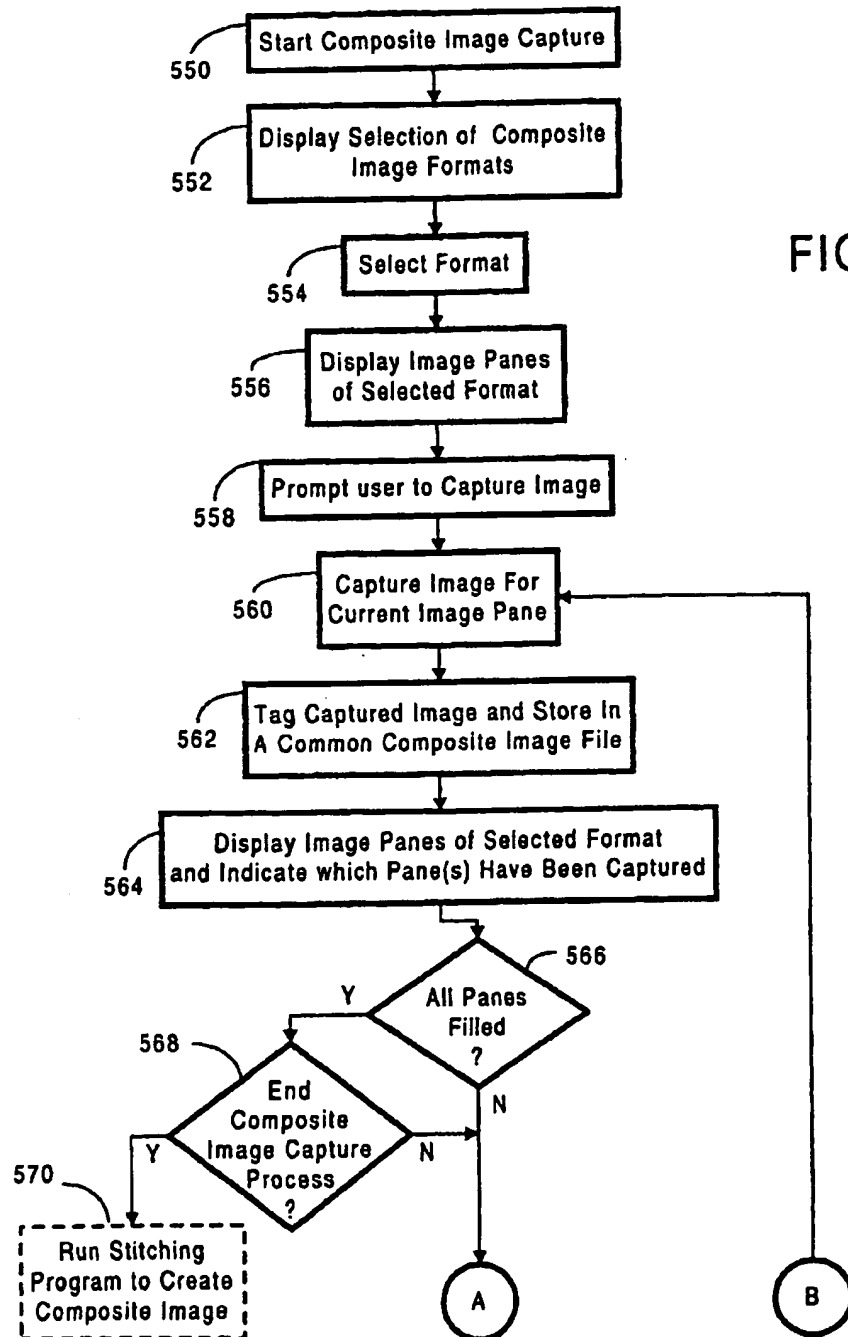 550
Start Composite Image Capture
552
Display Selection of Composite
Image Formats
FIG
554
Select Format
556
Display Image Panes
of Selected Format
558
Prompt user to Capture Image
560
Capture Image For
Current Image Pane
562
Tag Captured Image and Store In
A Common Composite Image File
564
Display Image Panes of Selected Format
and Indicate which Pane(s) Have Been Captured
566
All Panes
Filled
?
Y
N
568
End
Composite
Image Capture
Process
?
Y
N
570
Run Stitching
Program to Create
Composite Image
A
B